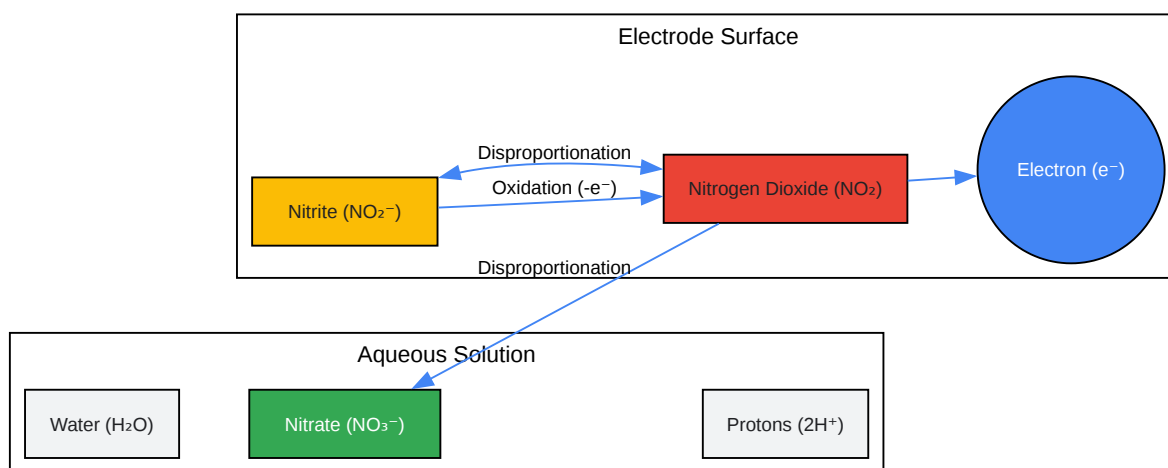 Electrode Surface
Disproportionation
Oxidation (-e⁻)
Nitrite (NO₂⁻)
Nitrogen Dioxide (NO₂)
Electron (e⁻)
Disproportionation
Aqueous Solution
Water (H₂O)
Nitrate (NO₃⁻)
Protons (2H⁺)